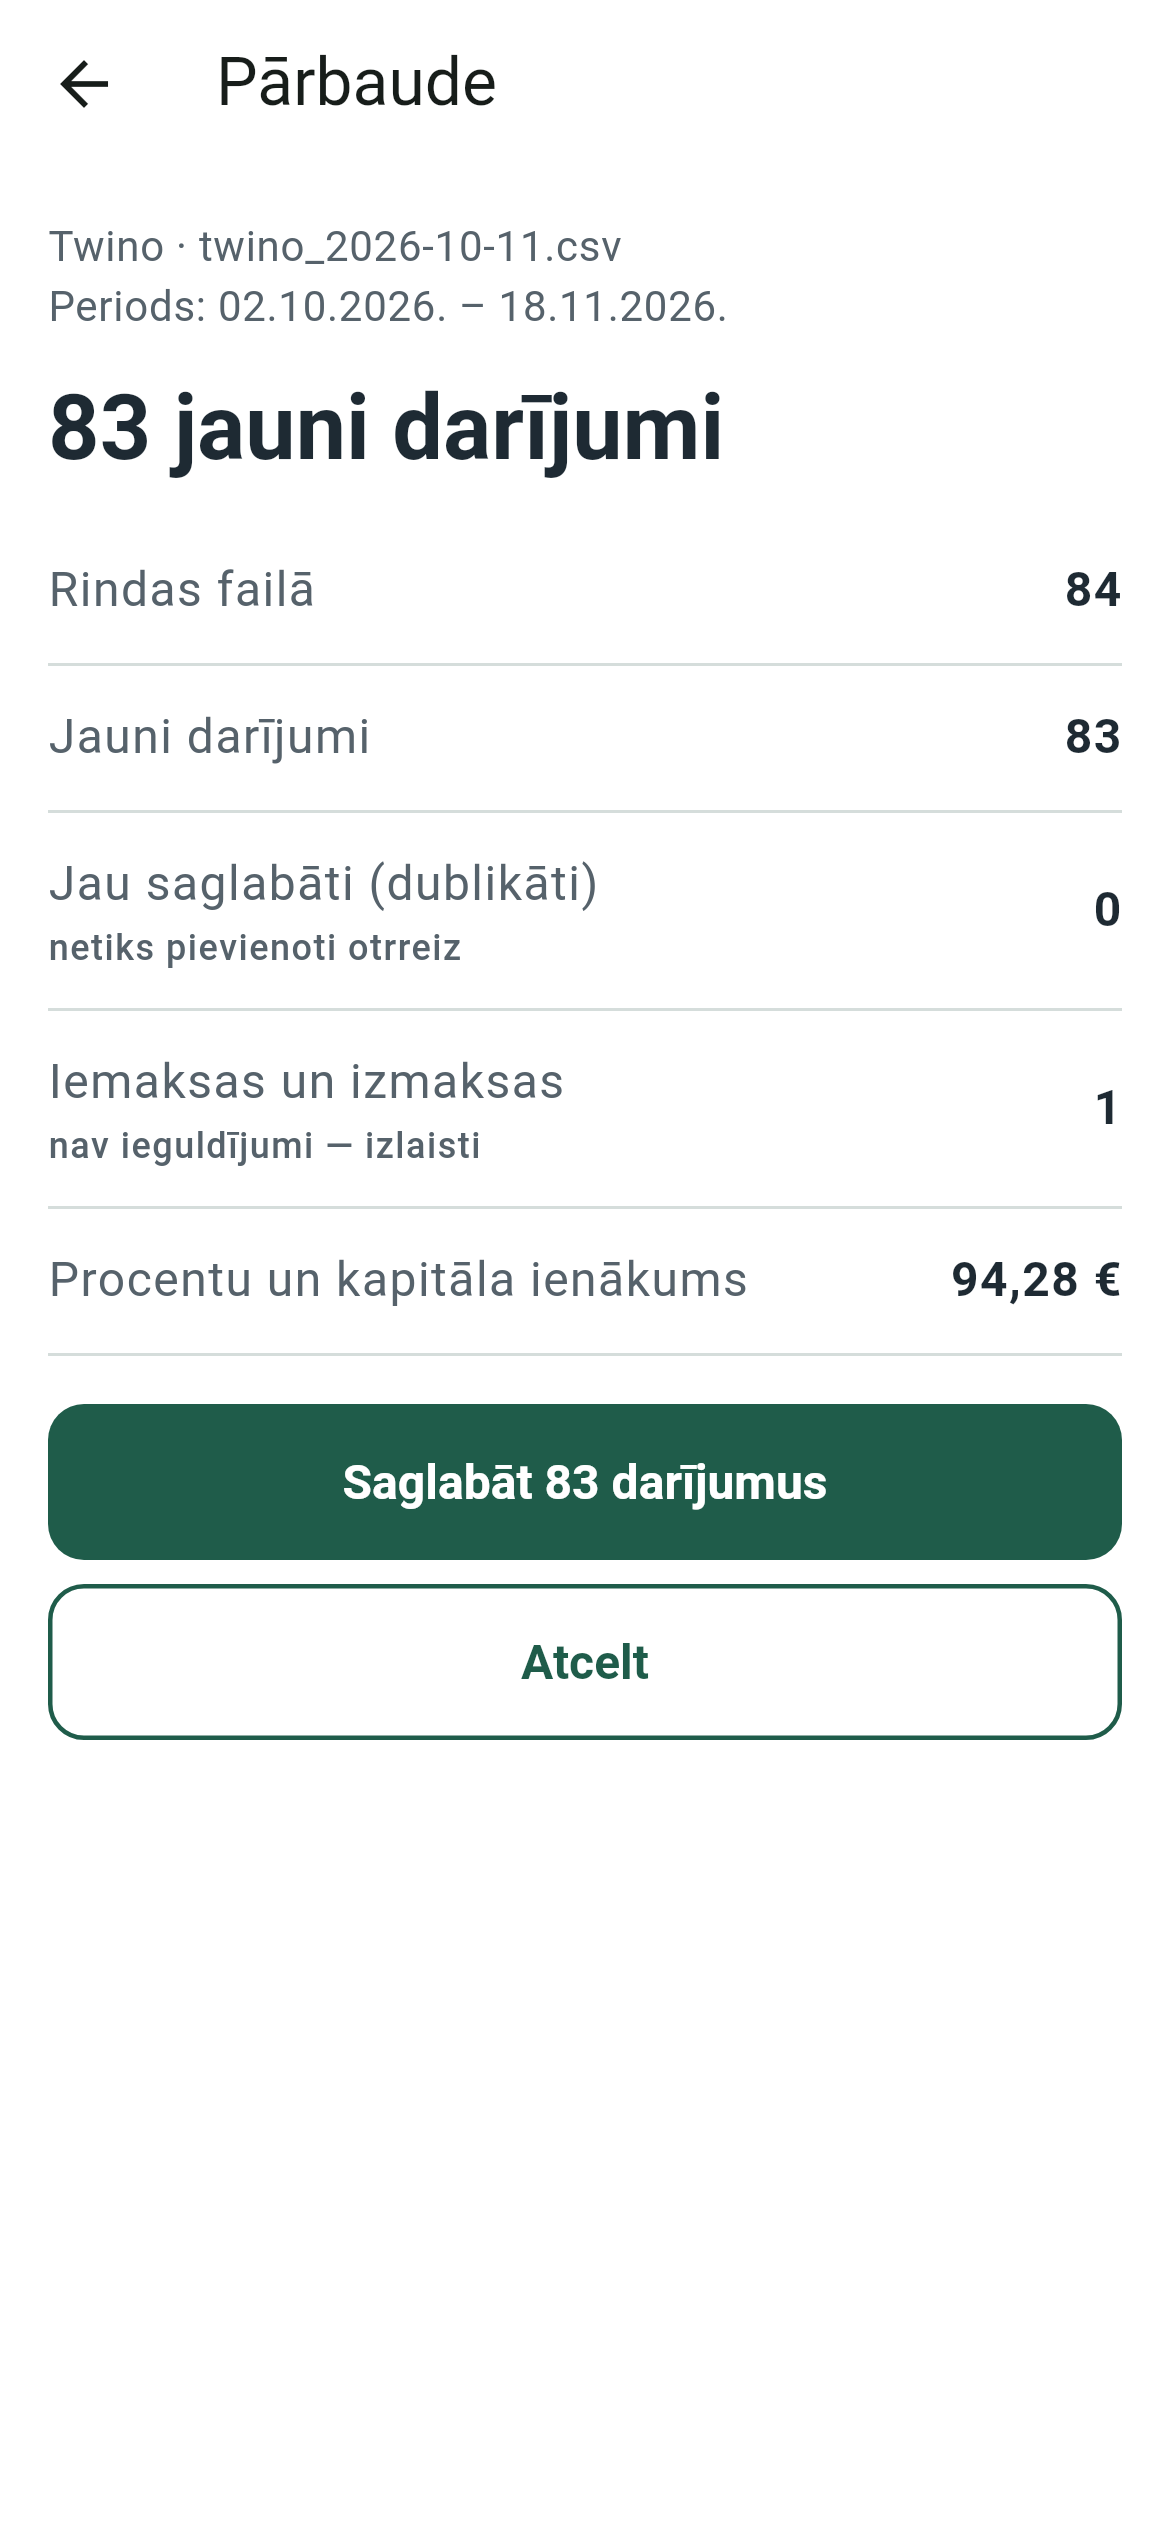 Pārbaude
Twino · twino_2026-10-11.csv
Periods: 02.10.2026. – 18.11.2026.
83 jauni darījumi
Rindas failā 84
Jauni darījumi 83
Jau saglabāti (dublikāti) 0
netiks pievienoti otrreiz
Iemaksas un izmaksas 1
nav ieguldījumi — izlaisti
Procentu un kapitāla ienākums 94,28 €
Saglabāt 83 darījumus
Atcelt